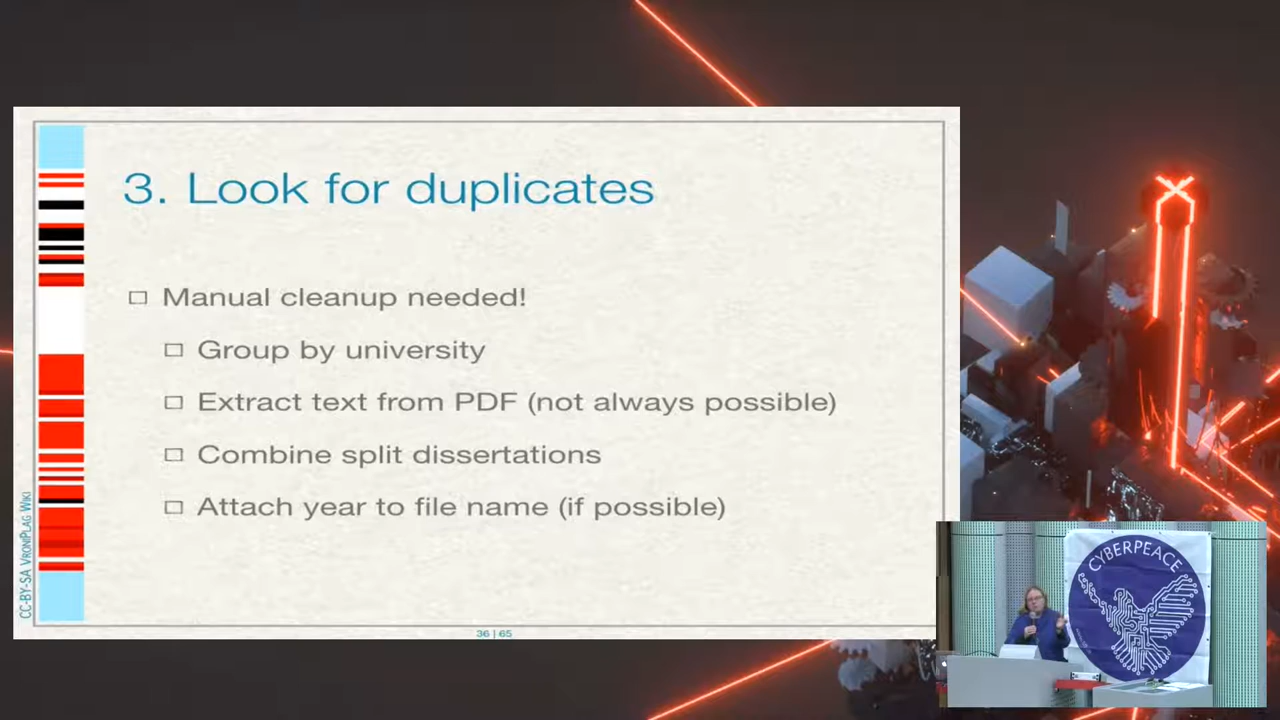 3. Look for duplicates
Manual cleanup needed!
Group by university
Extract text from PDF (not always possible)
Combine split dissertations
Attach year to file name (if possible)
CC-BY-SA VroniPlag Wiki
36 | 65
CYBERPEACE